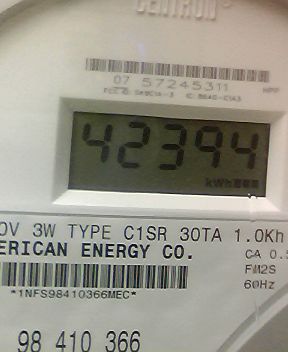 CENTRON®
07 57245311
42394
kWh
0V 3W TYPE C1SR 30TA 1.0Kh
ERICAN ENERGY CO.
CA 0.5
FM2S
60Hz
*1NFS98410366MEC*
98 410 366